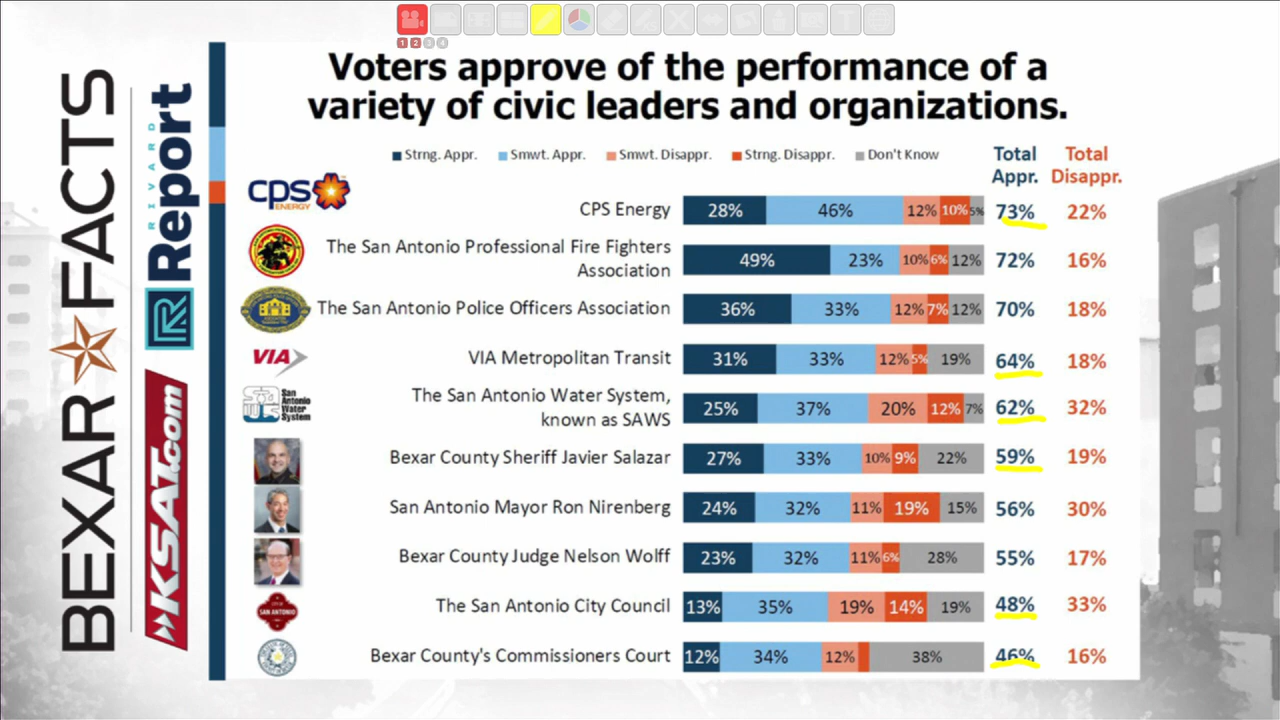 1 2 3 4
BEXAR FACTS
RIVARD
Report
KSAT.com
Voters approve of the performance of a
variety of civic leaders and organizations.
Strng. Appr. Smwt. Appr. Smwt. Disappr. Strng. Disappr. Don't Know
Total Appr.
Total Disappr.
cps
ENERGY
CPS Energy 28% 46% 12% 10% 5% 73% 22%
The San Antonio Professional Fire Fighters
Association 49% 23% 10% 6% 12% 72% 16%
The San Antonio Police Officers Association 36% 33% 12% 7% 12% 70% 18%
VIA
VIA Metropolitan Transit 31% 33% 12% 5% 19% 64% 18%
San
Antonio
Water
System
The San Antonio Water System,
known as SAWS 25% 37% 20% 12% 7% 62% 32%
Bexar County Sheriff Javier Salazar 27% 33% 10% 9% 22% 59% 19%
San Antonio Mayor Ron Nirenberg 24% 32% 11% 19% 15% 56% 30%
Bexar County Judge Nelson Wolff 23% 32% 11% 6% 28% 55% 17%
SAN ANTONIO
The San Antonio City Council 13% 35% 19% 14% 19% 48% 33%
Bexar County's Commissioners Court 12% 34% 12% 38% 46% 16%